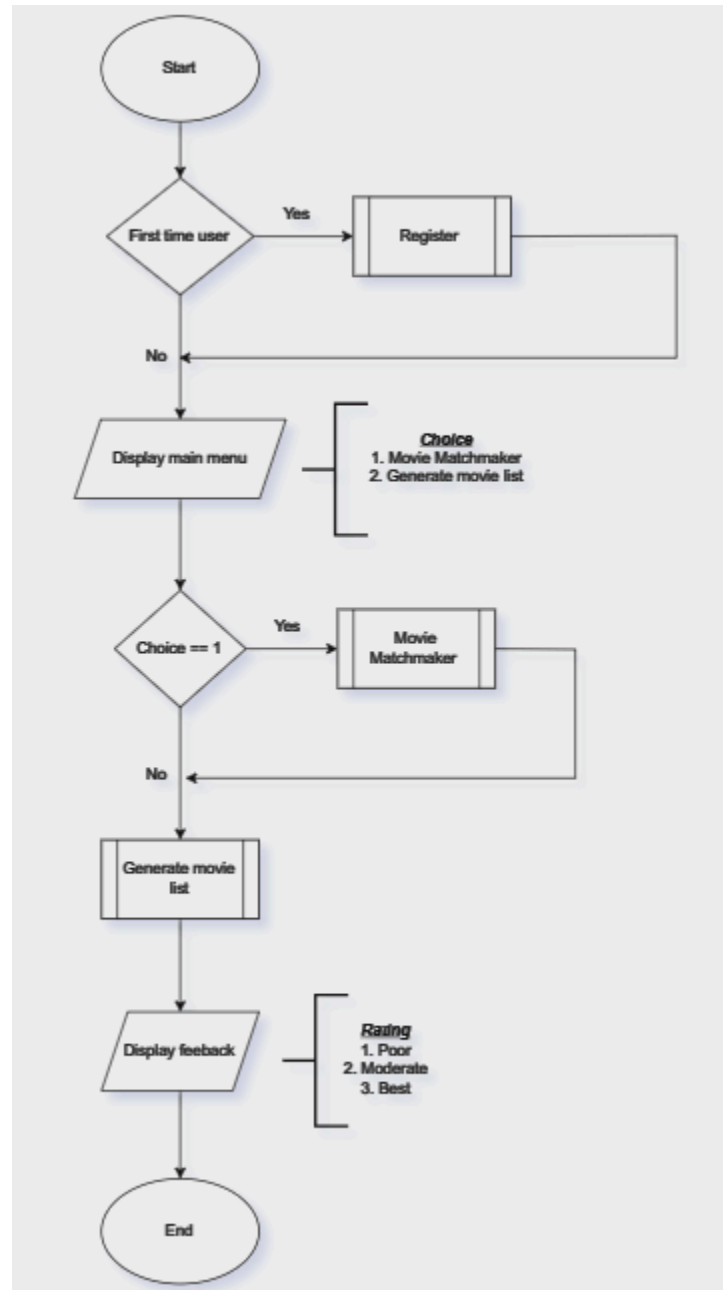 Start
First time user
Yes
Register
No
Display main menu
Choice
1. Movie Matchmaker
2. Generate movie list
Choice == 1
Yes
Movie
Matchmaker
No
Generate movie
list
Display feeback
Rating
1. Poor
2. Moderate
3. Best
End